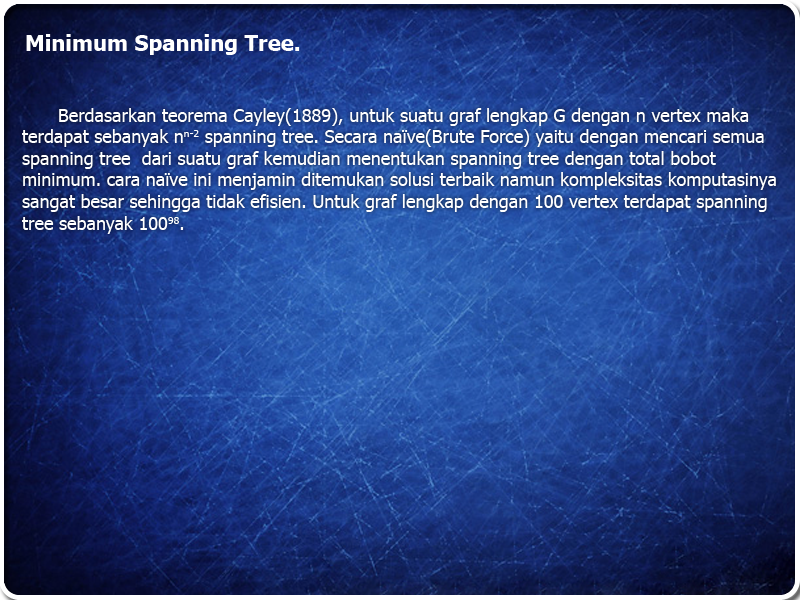 Minimum Spanning Tree.
Berdasarkan teorema Cayley(1889), untuk suatu graf lengkap G dengan n vertex maka
terdapat sebanyak nⁿ⁻² spanning tree. Secara naïve(Brute Force) yaitu dengan mencari semua
spanning tree  dari suatu graf kemudian menentukan spanning tree dengan total bobot
minimum. cara naïve ini menjamin ditemukan solusi terbaik namun kompleksitas komputasinya
sangat besar sehingga tidak efisien. Untuk graf lengkap dengan 100 vertex terdapat spanning
tree sebanyak 100⁹⁸.